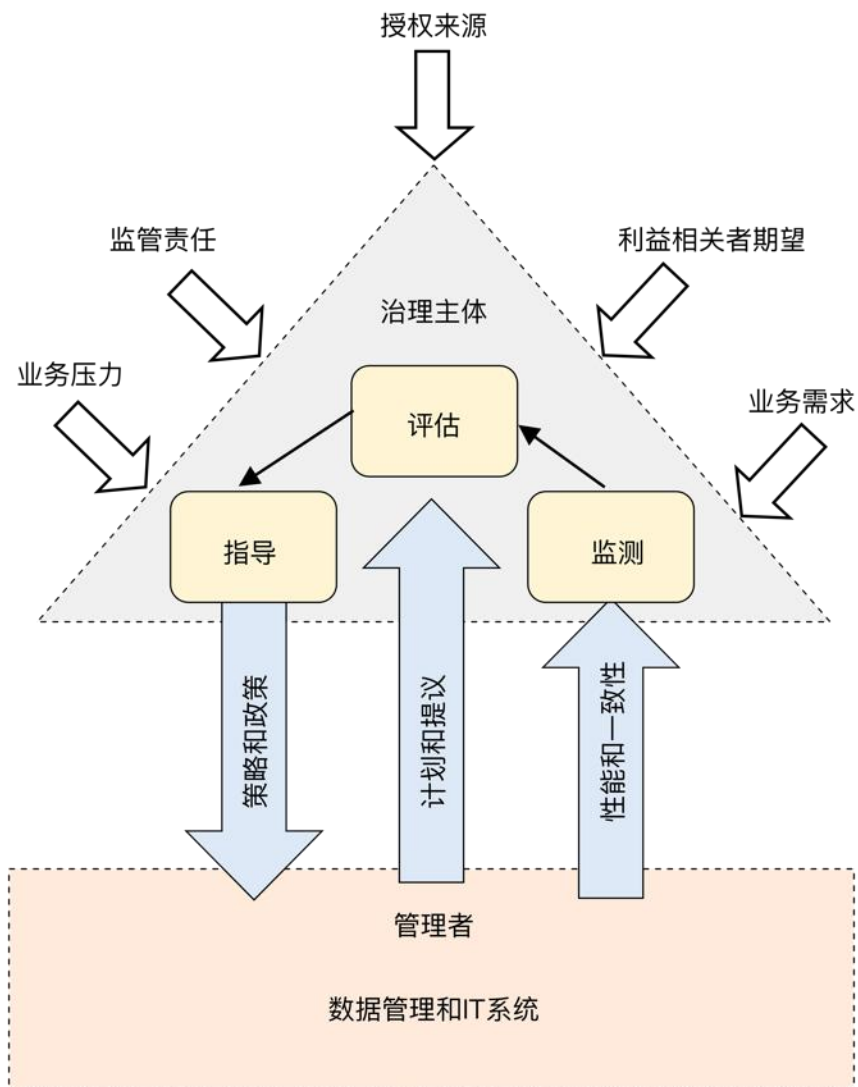 授权来源
监管责任
利益相关者期望
治理主体
业务压力
业务需求
评估
指导
监测
策略和政策
计划和提议
性能和一致性
管理者
数据管理和IT系统